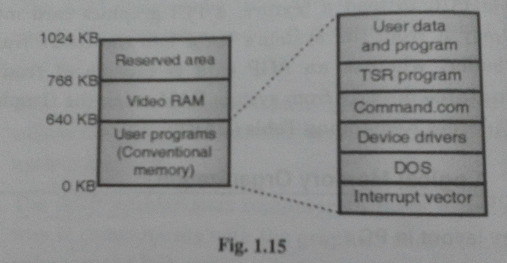 1024 KB
Reserved area
768 KB
Video RAM
640 KB
User programs
(Conventional
memory)
0 KB
User data
and program
TSR program
Command.com
Device drivers
DOS
Interrupt vector
Fig. 1.15